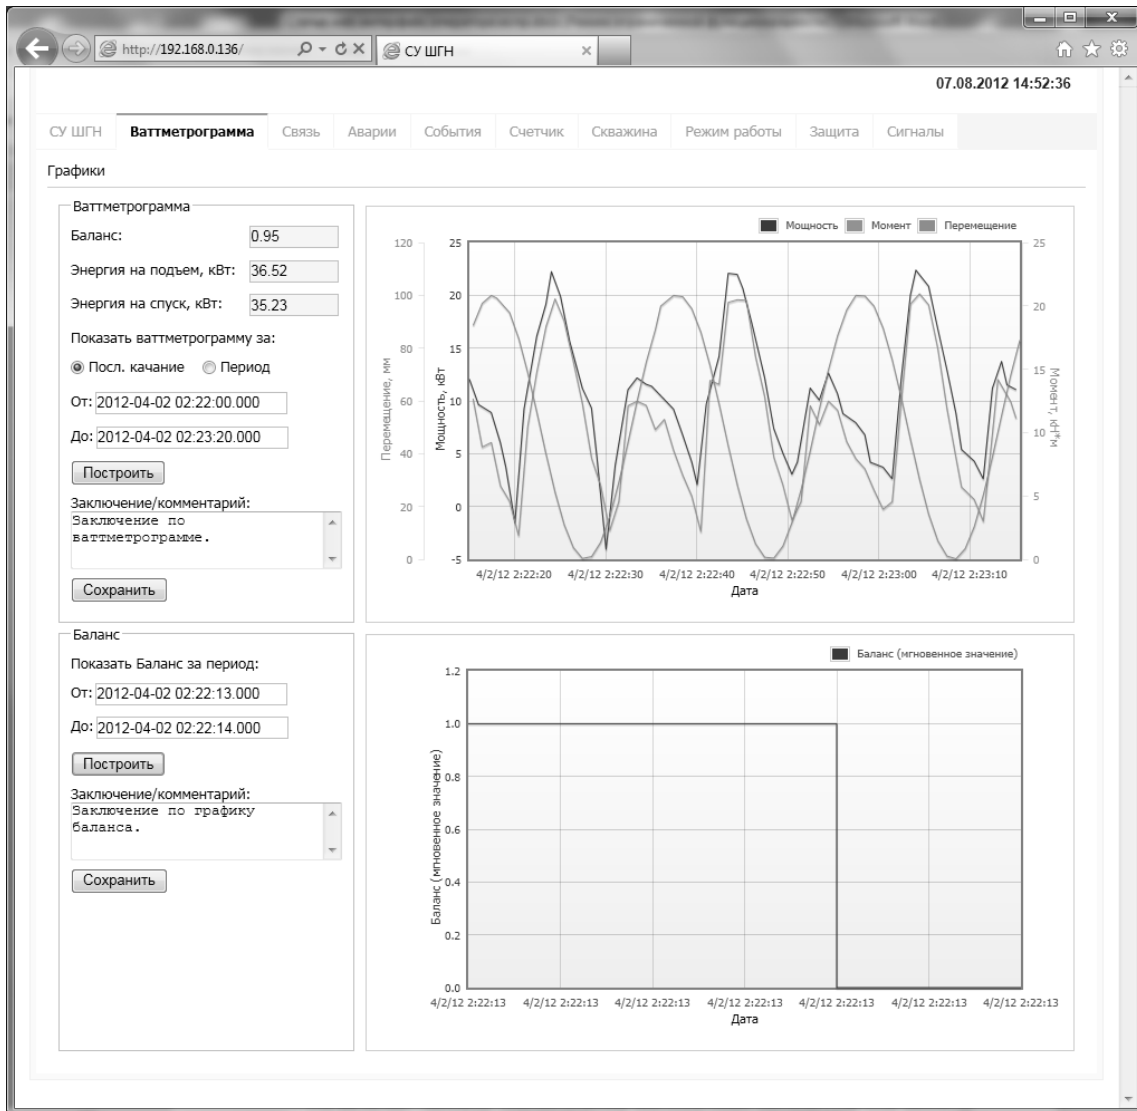 http://192.168.0.136/
СУ ШГН
07.08.2012 14:52:36
СУ ШГН Ваттметрограмма Связь Аварии События Счетчик Скважина Режим работы Защита Сигналы
Графики
Ваттметрограмма
Баланс: 0.95
Энергия на подъем, кВт: 36.52
Энергия на спуск, кВт: 35.23
Показать ваттметрограмму за:
Посл. качание Период
От: 2012-04-02 02:22:00.000
До: 2012-04-02 02:23:20.000
Построить
Заключение/комментарий:
Заключение по
ваттметрограмме.
Сохранить
Мощность Момент Перемещение
120 25 25
100 20 20
80 15 15
60 10 10
40 5 5
20 0
0 -5 0
Перемещение, мм
Мощность, кВт
Момент, кН*м
4/2/12 2:22:20 4/2/12 2:22:30 4/2/12 2:22:40 4/2/12 2:22:50 4/2/12 2:23:00 4/2/12 2:23:10
Дата
Баланс
Показать Баланс за период:
От: 2012-04-02 02:22:13.000
До: 2012-04-02 02:22:14.000
Построить
Заключение/комментарий:
Заключение по графику
баланса.
Сохранить
Баланс (мгновенное значение)
1.2
1.0
0.8
0.6
0.4
0.2
0.0
Баланс (мгновенное значение)
4/2/12 2:22:13 4/2/12 2:22:13 4/2/12 2:22:13 4/2/12 2:22:13 4/2/12 2:22:13 4/2/12 2:22:13 4/2/12 2:22:13
Дата